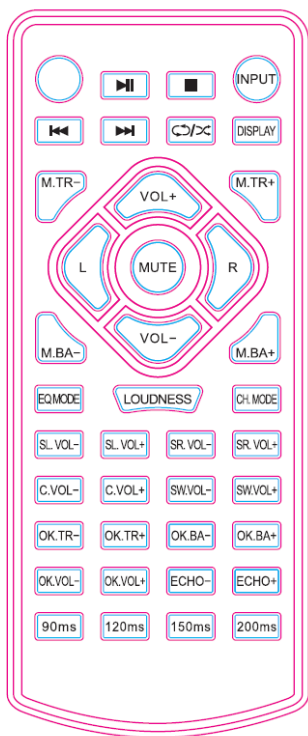 INPUT
DISPLAY
M.TR− M.TR+
VOL+
L MUTE R
VOL−
M.BA− M.BA+
EQ.MODE LOUDNESS CH. MODE
SL. VOL− SL. VOL+ SR. VOL− SR. VOL+
C.VOL− C.VOL+ SW.VOL− SW.VOL+
OK.TR− OK.TR+ OK.BA− OK.BA+
OK.VOL− OK.VOL+ ECHO− ECHO+
90ms 120ms 150ms 200ms